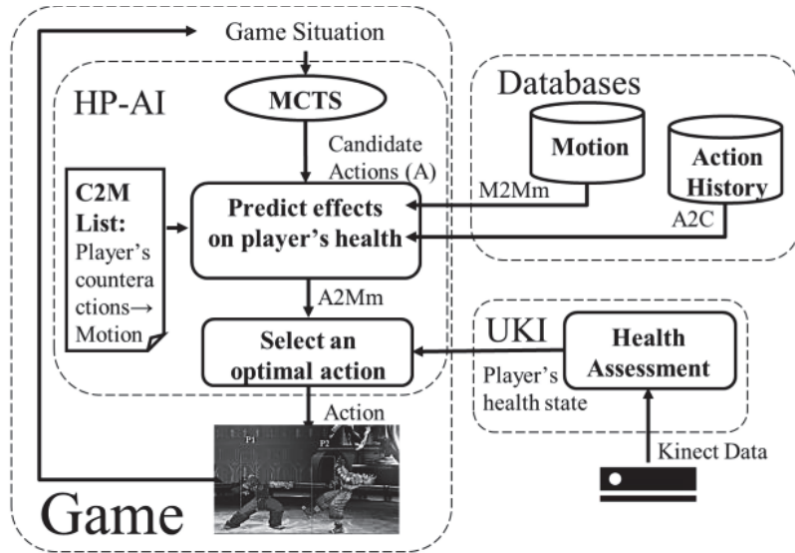 Game Situation
HP-AI
MCTS
Candidate
Actions (A)
C2M
List:
Player's
countera
ctions→
Motion
Predict effects
on player's health
A2Mm
Select an
optimal action
Action
P1
P2
Game
Databases
Motion
Action
History
M2Mm
A2C
UKI
Health
Assessment
Player's
health state
Kinect Data